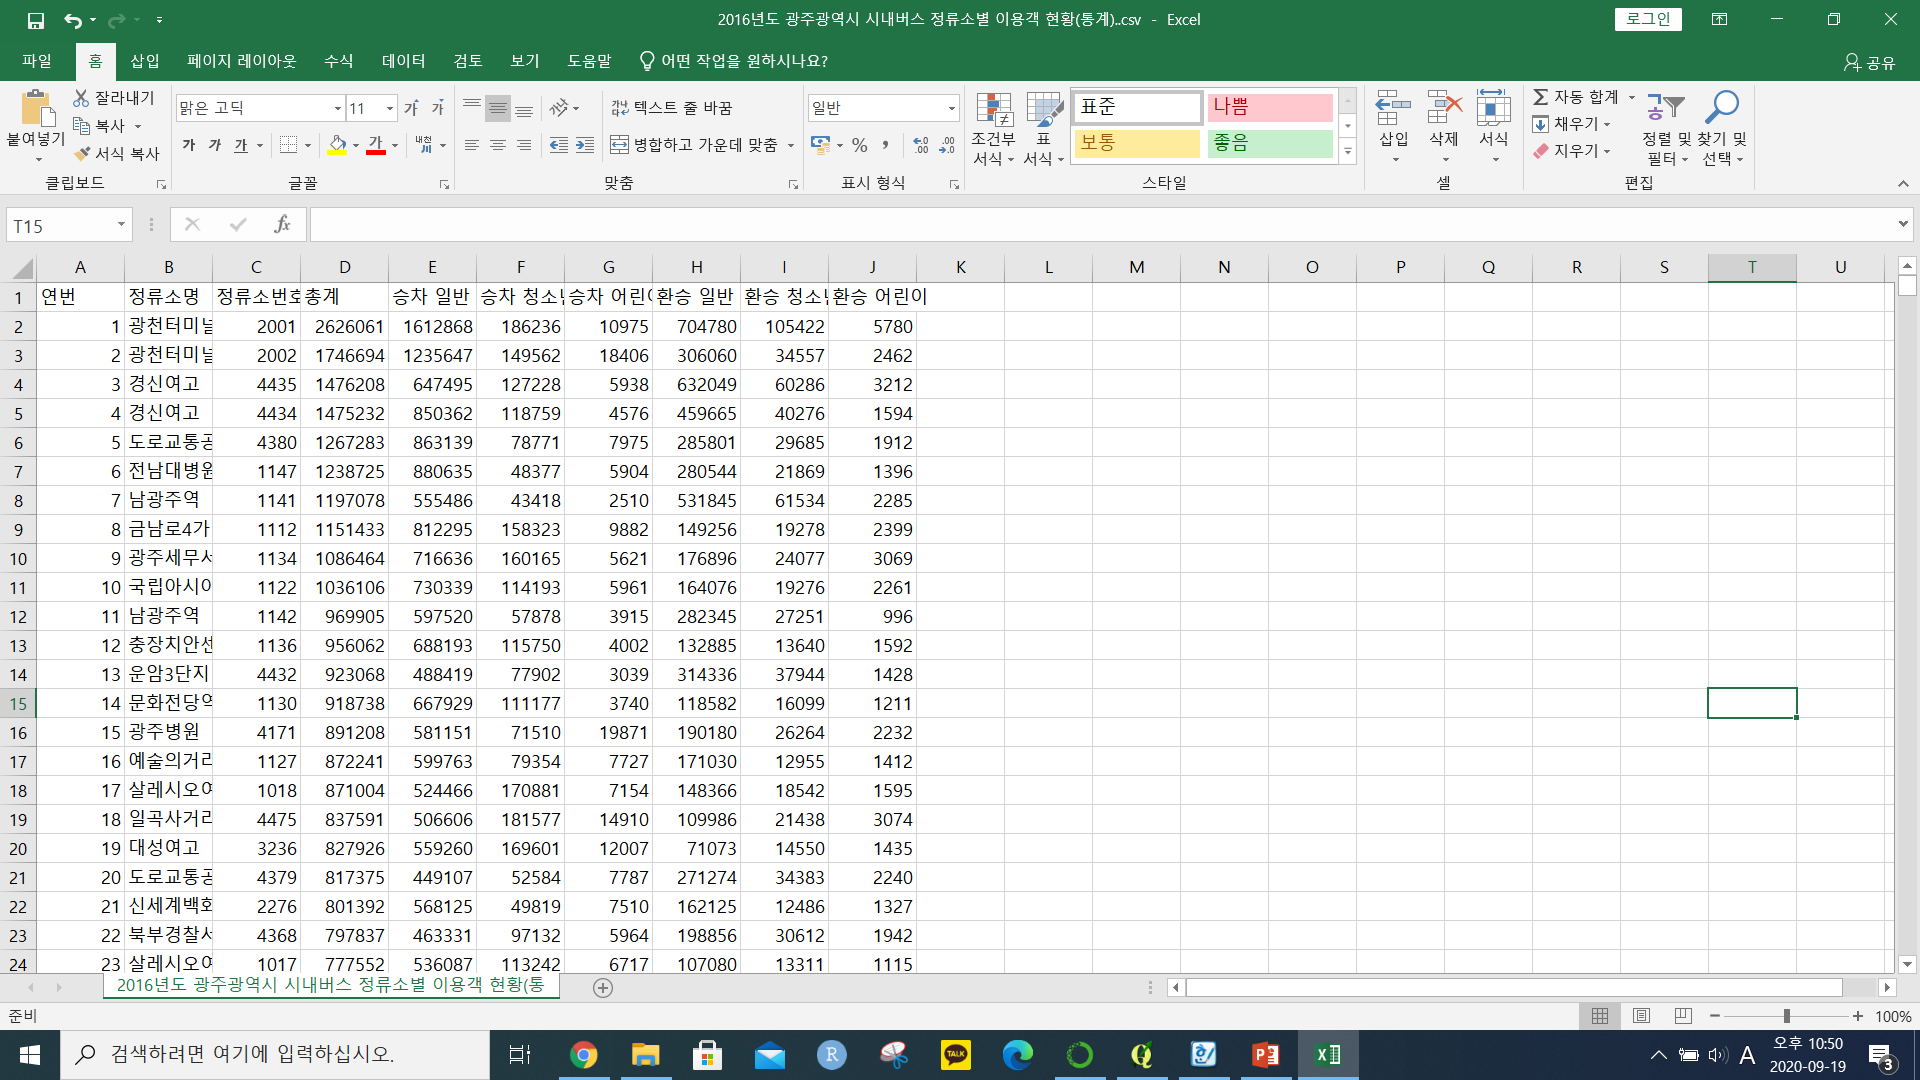 2016년도 광주광역시 시내버스 정류소별 이용객 현황(통계)..csv - Excel
로그인
파일 홈 삽입 페이지 레이아웃 수식 데이터 검토 보기 도움말 어떤 작업을 원하시나요? 공유
붙여넣기 잘라내기 복사 서식 복사 클립보드
맑은 고딕 11 가 가 가 가 가 가 내천 글꼴
텍스트 줄 바꿈 병합하고 가운데 맞춤 맞춤
일반 % 표시 형식
조건부 서식 표 서식 표준 나쁨 보통 좋음 스타일
삽입 삭제 서식 셀
자동 합계 채우기 지우기 정렬 및 필터 찾기 및 선택 편집
T15 fx
A B C D E F G H I J K L M N O P Q R S T U
1 연번 정류소명 정류소번호 총계 승차 일반 승차 청소년 승차 어린이 환승 일반 환승 청소년 환승 어린이
2 1 광천터미널 2001 2626061 1612868 186236 10975 704780 105422 5780
3 2 광천터미널 2002 1746694 1235647 149562 18406 306060 34557 2462
4 3 경신여고 4435 1476208 647495 127228 5938 632049 60286 3212
5 4 경신여고 4434 1475232 850362 118759 4576 459665 40276 1594
6 5 도로교통공 4380 1267283 863139 78771 7975 285801 29685 1912
7 6 전남대병원 1147 1238725 880635 48377 5904 280544 21869 1396
8 7 남광주역 1141 1197078 555486 43418 2510 531845 61534 2285
9 8 금남로4가 1112 1151433 812295 158323 9882 149256 19278 2399
10 9 광주세무서 1134 1086464 716636 160165 5621 176896 24077 3069
11 10 국립아시아 1122 1036106 730339 114193 5961 164076 19276 2261
12 11 남광주역 1142 969905 597520 57878 3915 282345 27251 996
13 12 충장치안센 1136 956062 688193 115750 4002 132885 13640 1592
14 13 운암3단지 4432 923068 488419 77902 3039 314336 37944 1428
15 14 문화전당역 1130 918738 667929 111177 3740 118582 16099 1211
16 15 광주병원 4171 891208 581151 71510 19871 190180 26264 2232
17 16 예술의거리 1127 872241 599763 79354 7727 171030 12955 1412
18 17 살레시오여 1018 871004 524466 170881 7154 148366 18542 1595
19 18 일곡사거리 4475 837591 506606 181577 14910 109986 21438 3074
20 19 대성여고 3236 827926 559260 169601 12007 71073 14550 1435
21 20 도로교통공 4379 817375 449107 52584 7787 271274 34383 2240
22 21 신세계백화 2276 801392 568125 49819 7510 162125 12486 1327
23 22 북부경찰서 4368 797837 463331 97132 5964 198856 30612 1942
24 23 살레시오여 1017 777552 536087 113242 6717 107080 13311 1115
2016년도 광주광역시 시내버스 정류소별 이용객 현황(통
준비 100%
검색하려면 여기에 입력하십시오.
TALK
A 오후 10:50
2020-09-19
3